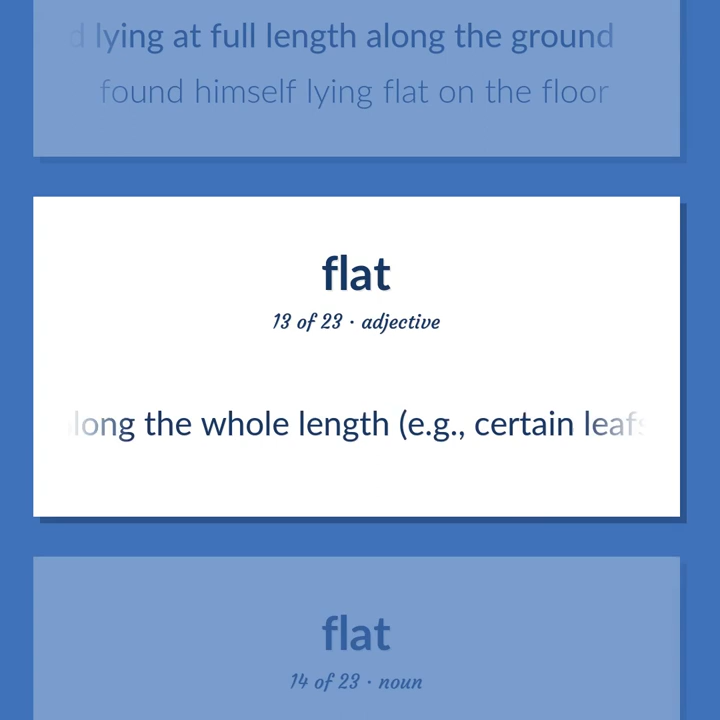 lying at full length along the ground
found himself lying flat on the floor
flat
13 of 23 · adjective
long the whole length (e.g., certain leafs
flat
14 of 23 · noun